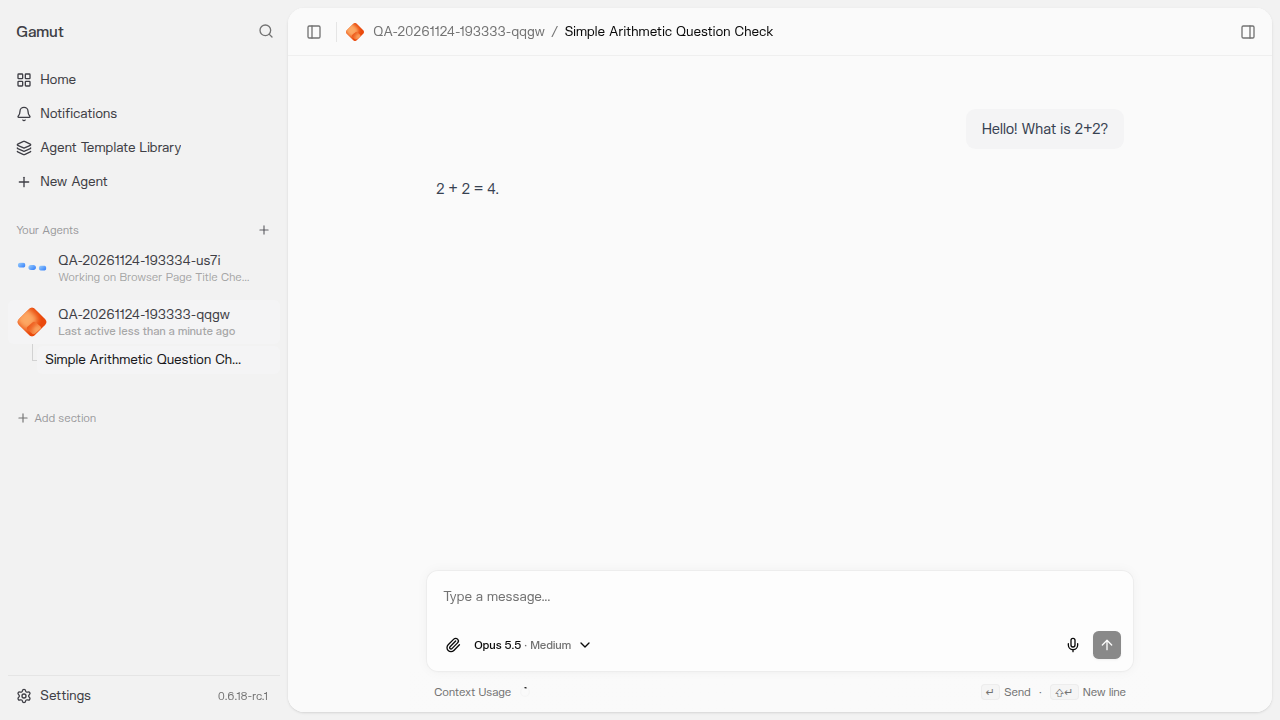 Gamut
Home
Notifications
Agent Template Library
New Agent
Your Agents
QA-20261124-193334-us7i
Working on Browser Page Title Che...
QA-20261124-193333-qqgw
Last active less than a minute ago
Simple Arithmetic Question Ch...
Add section
Settings
0.6.18-rc.1
QA-20261124-193333-qqgw / Simple Arithmetic Question Check
Hello! What is 2+2?
2 + 2 = 4.
Type a message...
Opus 5.5 · Medium
Context Usage
Send · New line